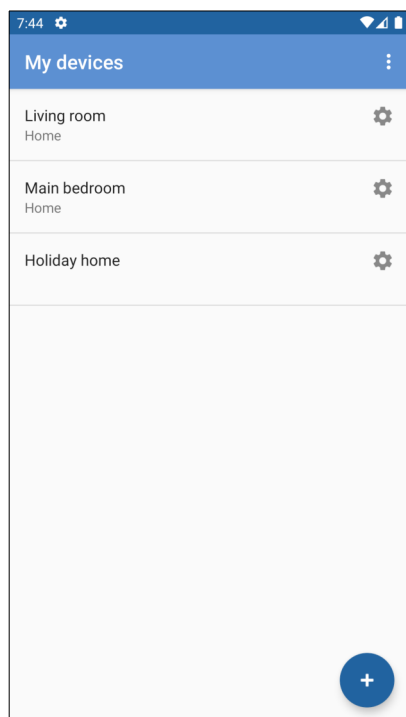 7:44
My devices
Living room
Home
Main bedroom
Home
Holiday home
+